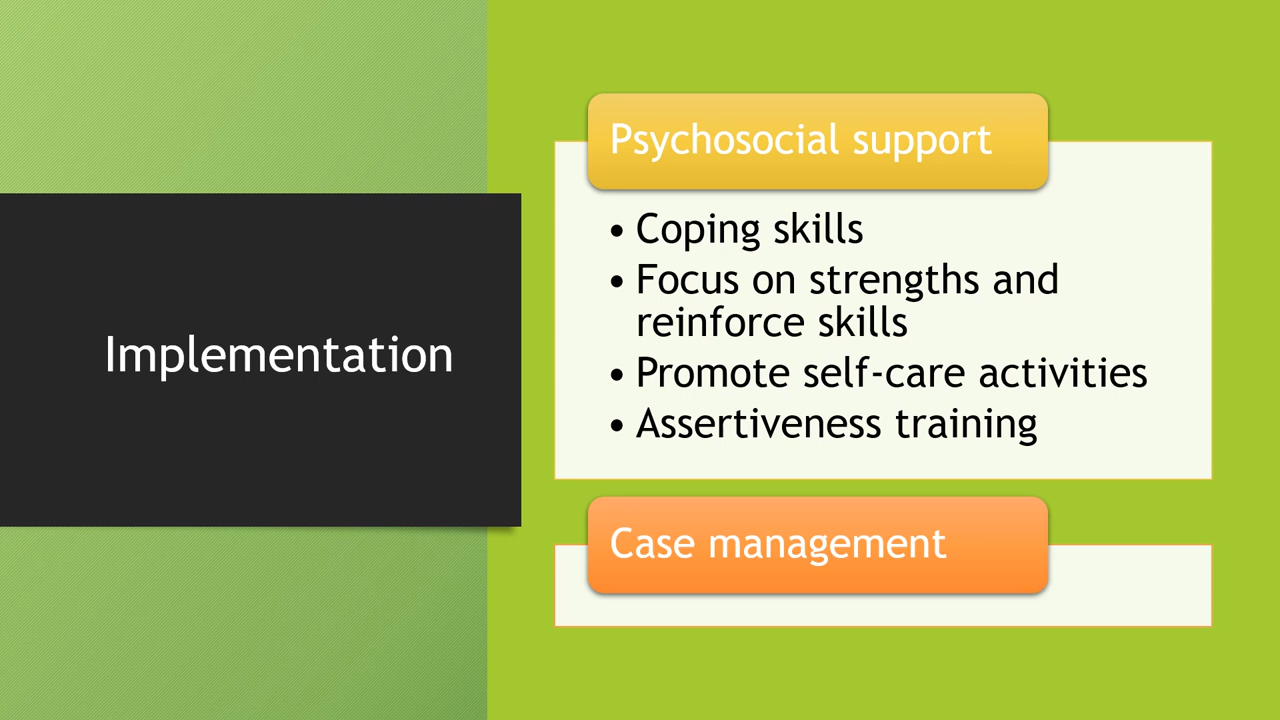 Implementation
Psychosocial support
• Coping skills
• Focus on strengths and
reinforce skills
• Promote self-care activities
• Assertiveness training
Case management